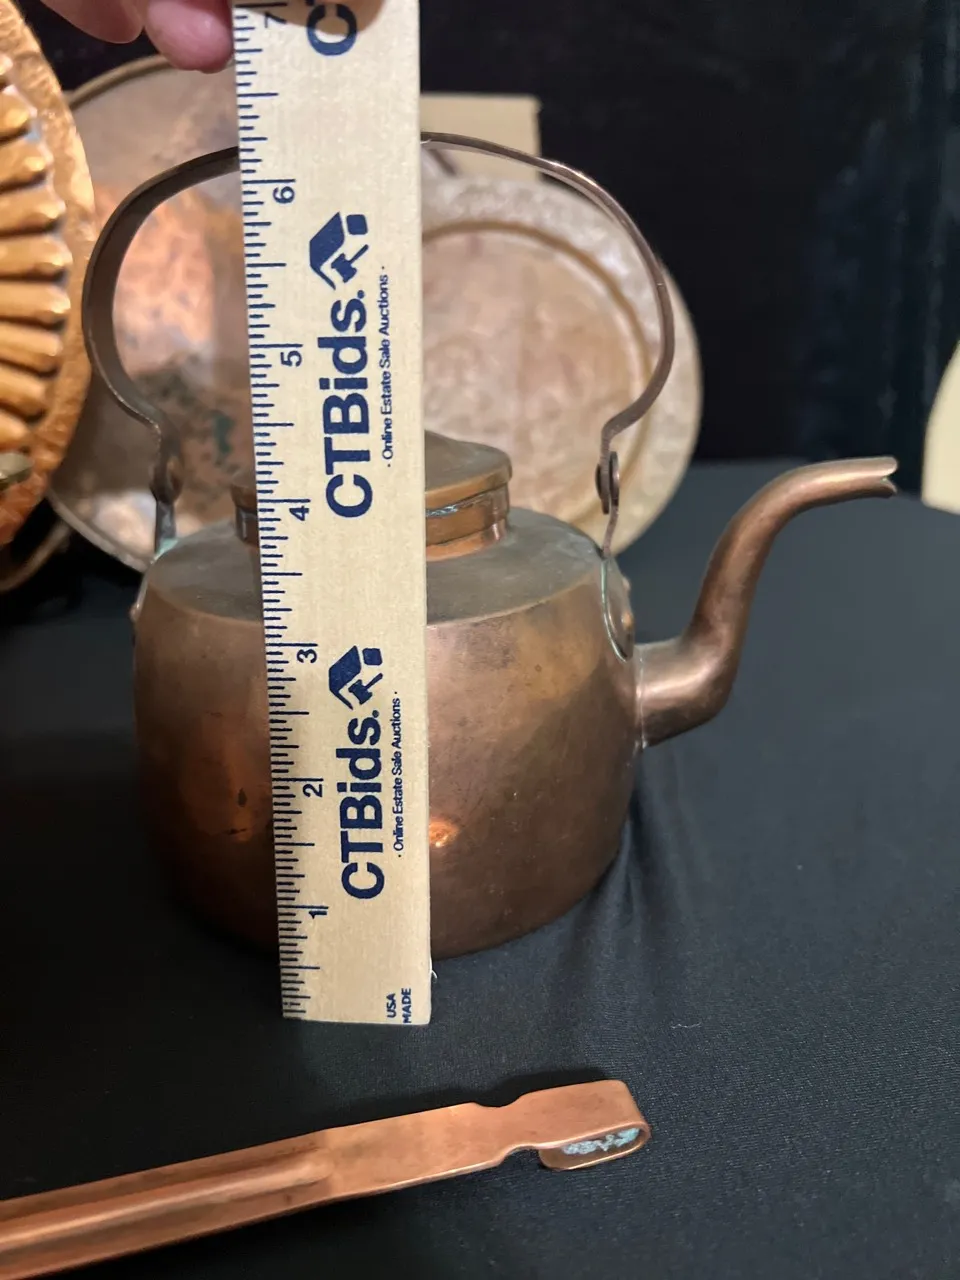 7
CT
6
CTBids.
· Online Estate Sale Auctions ·
5
4
3
CTBids.
· Online Estate Sale Auctions ·
2
1
USA
MADE